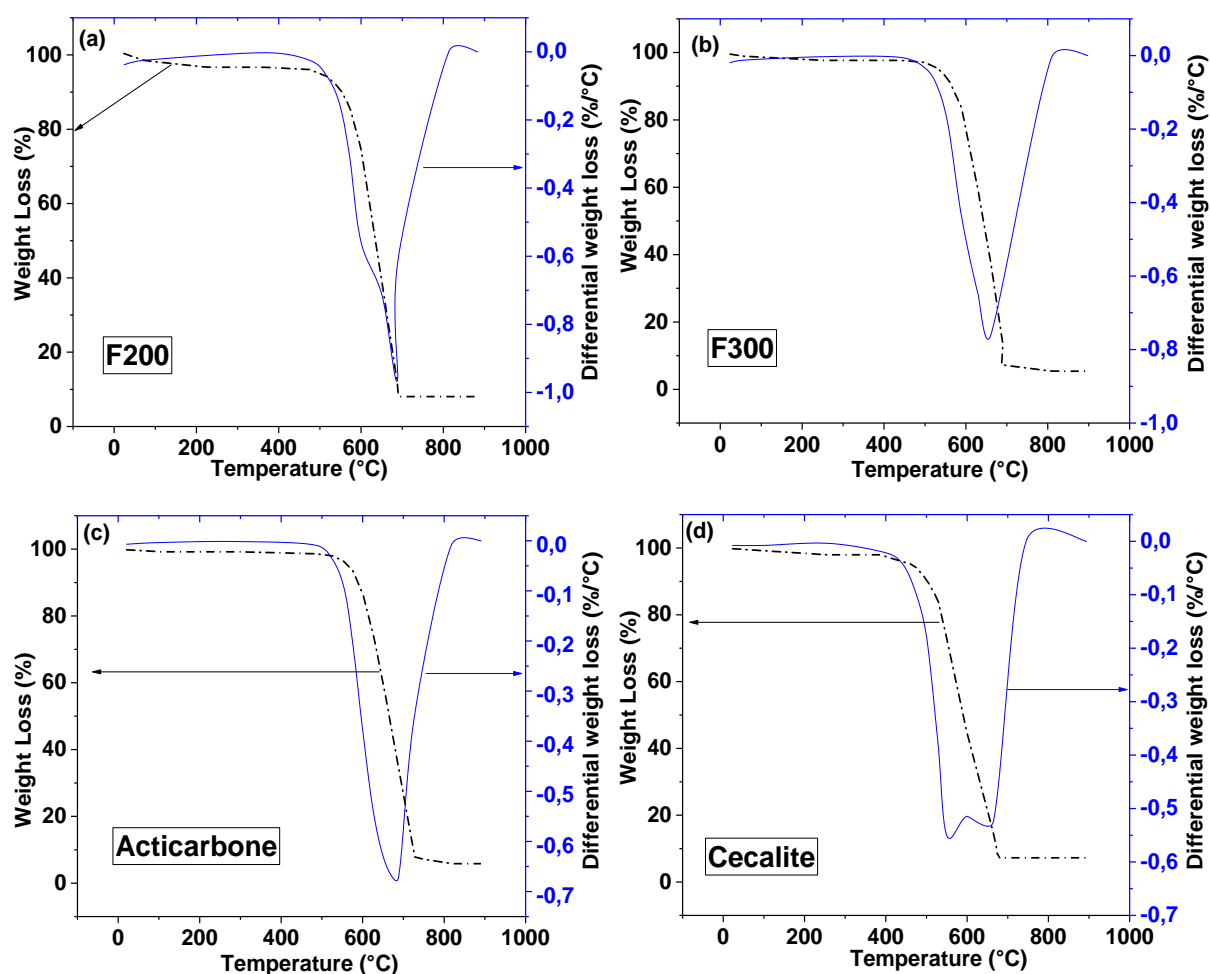 (a)
Weight Loss (%)
100
80
60
40
20
0
0,0
-0,2
-0,4
-0,6
-0,8
-1,0
Differential weight loss (%/°C)
F200
0 200 400 600 800 1000
Temperature (°C)
(b)
Weight Loss (%)
100
80
60
40
20
0
0,0
-0,2
-0,4
-0,6
-0,8
-1,0
Differential weight loss (%/°C)
F300
0 200 400 600 800 1000
Temperature (°C)
(c)
Weight Loss (%)
100
80
60
40
20
0
0,0
-0,1
-0,2
-0,3
-0,4
-0,5
-0,6
-0,7
Differential weight loss (%/°C)
Acticarbone
0 200 400 600 800 1000
Temperature (°C)
(d)
Weight Loss (%)
100
80
60
40
20
0
0,0
-0,1
-0,2
-0,3
-0,4
-0,5
-0,6
-0,7
Differential weight loss (%/°C)
Cecalite
0 200 400 600 800 1000
Temperature (°C)